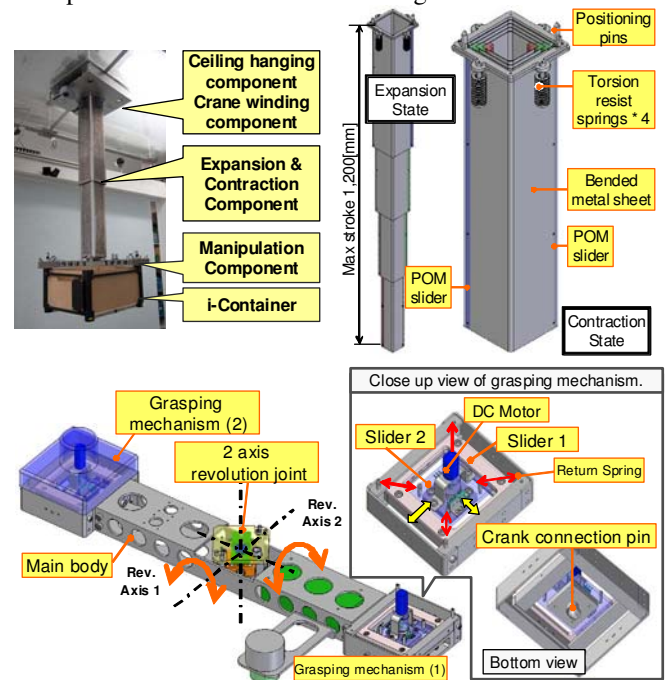 Ceiling hanging
component
Crane winding
component
Expansion &
Contraction
Component
Manipulation
Component
i-Container
Max stroke 1,200[mm]
Expansion
State
Positioning
pins
Torsion
resist
springs * 4
Bended
metal sheet
POM
slider
POM
slider
Contraction
State
Grasping
mechanism (2)
2 axis
revolution joint
Rev.
Axis 2
Main body
Rev.
Axis 1
Grasping mechanism (1)
Close up view of grasping mechanism.
DC Motor
Slider 2
Slider 1
Return Spring
Crank connection pin
Bottom view